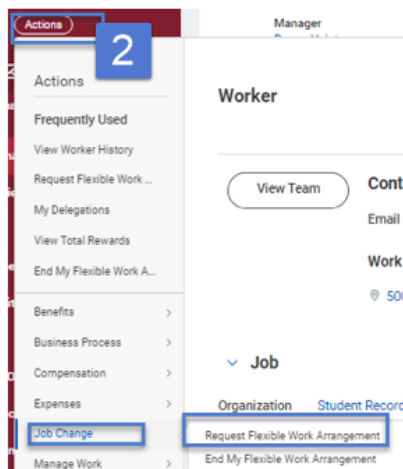 Actions
2
Manager
Actions
Frequently Used
View Worker History
Request Flexible Work ...
My Delegations
View Total Rewards
End My Flexible Work A...
Benefits
Business Process
Compensation
Expenses
Job Change
Manage Work
Worker
View Team
Cont
Email
Work
500
Job
Organization Student Record
Request Flexible Work Arrangement
End My Flexible Work Arrangement